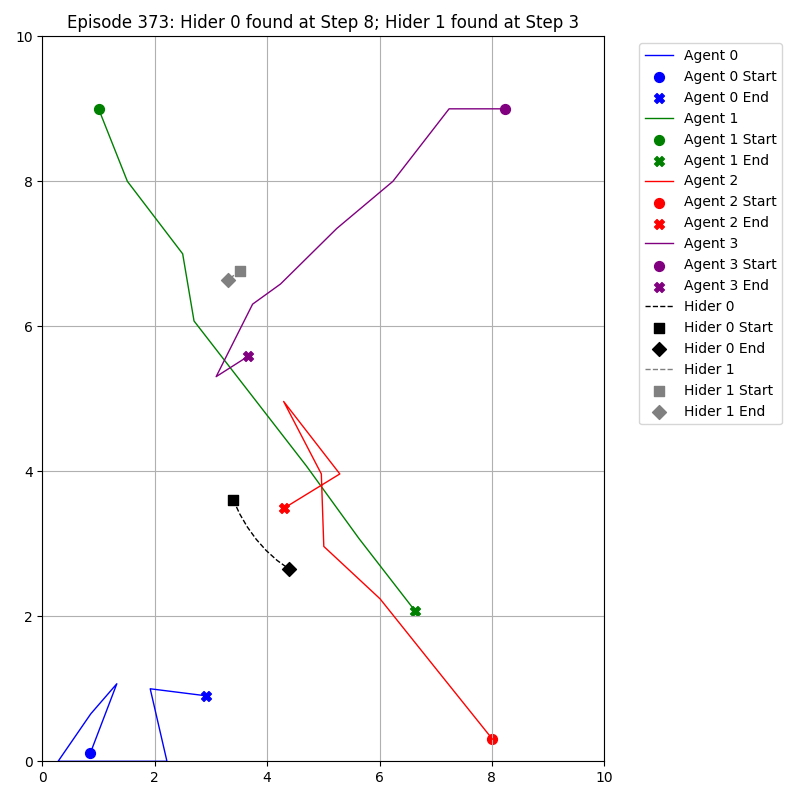 Episode 373: Hider 0 found at Step 8; Hider 1 found at Step 3
10
8
6
4
2
0
0 2 4 6 8 10
Agent 0
Agent 0 Start
Agent 0 End
Agent 1
Agent 1 Start
Agent 1 End
Agent 2
Agent 2 Start
Agent 2 End
Agent 3
Agent 3 Start
Agent 3 End
Hider 0
Hider 0 Start
Hider 0 End
Hider 1
Hider 1 Start
Hider 1 End